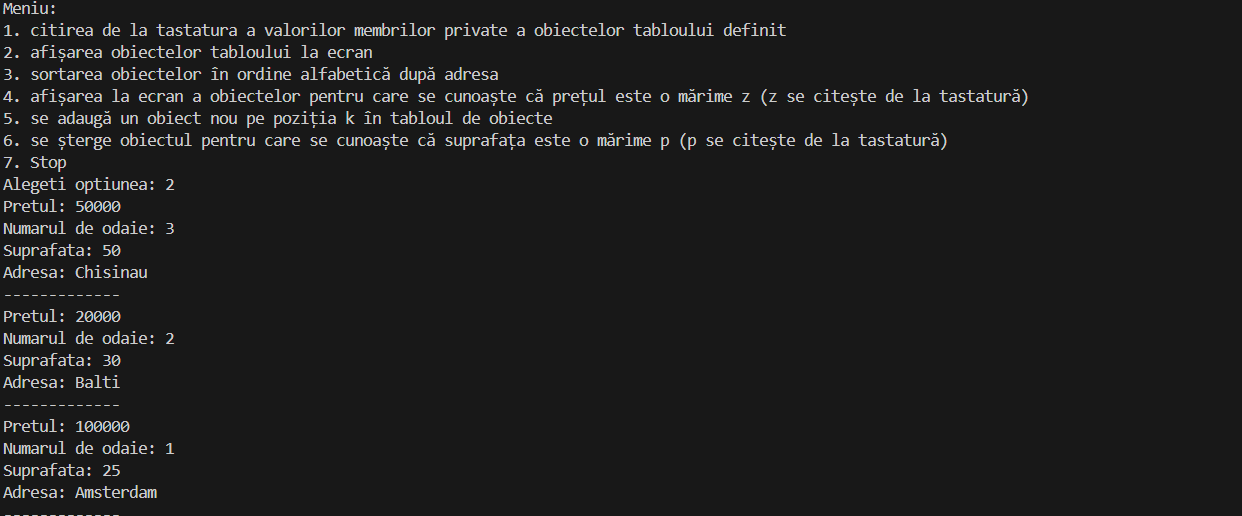 Meniu:
1. citirea de la tastatura a valorilor membrilor private a obiectelor tabloului definit
2. afișarea obiectelor tabloului la ecran
3. sortarea obiectelor în ordine alfabetică după adresa
4. afișarea la ecran a obiectelor pentru care se cunoaște că prețul este o mărime z (z se citește de la tastatură)
5. se adaugă un obiect nou pe poziția k în tabloul de obiecte
6. se șterge obiectul pentru care se cunoaște că suprafața este o mărime p (p se citește de la tastatură)
7. Stop
Alegeti optiunea: 2
Pretul: 50000
Numarul de odaie: 3
Suprafata: 50
Adresa: Chisinau
-------------
Pretul: 20000
Numarul de odaie: 2
Suprafata: 30
Adresa: Balti
-------------
Pretul: 100000
Numarul de odaie: 1
Suprafata: 25
Adresa: Amsterdam
-------------